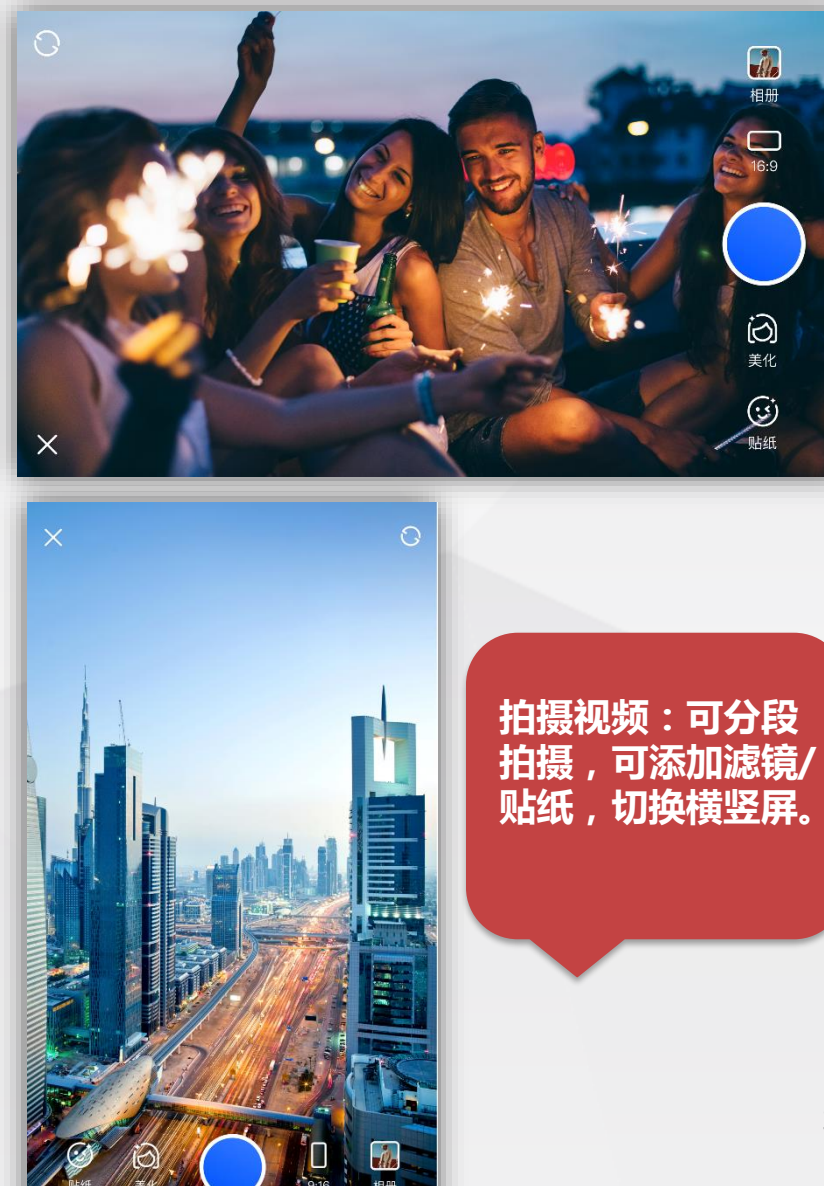 相册
16:9
美化
贴纸
拍摄视频：可分段
拍摄，可添加滤镜/
贴纸，切换横竖屏。
贴纸 美化 9:16 相册